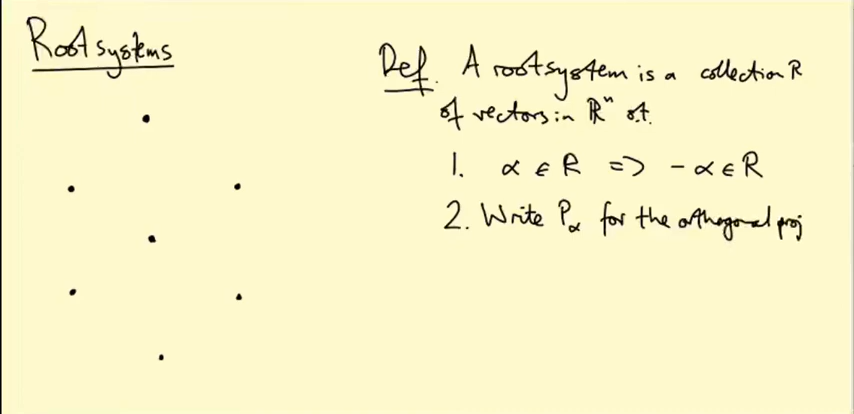 Root systems
Def. A root system is a collection R
of vectors in ℝⁿ s.t.
1. α ∈ R => -α ∈ R
2. Write P_α for the orthogonal proj